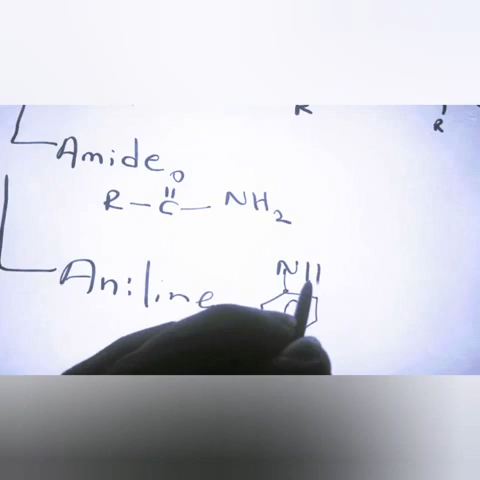 R R
Amide
O
R-C-NH2
NH
Aniline